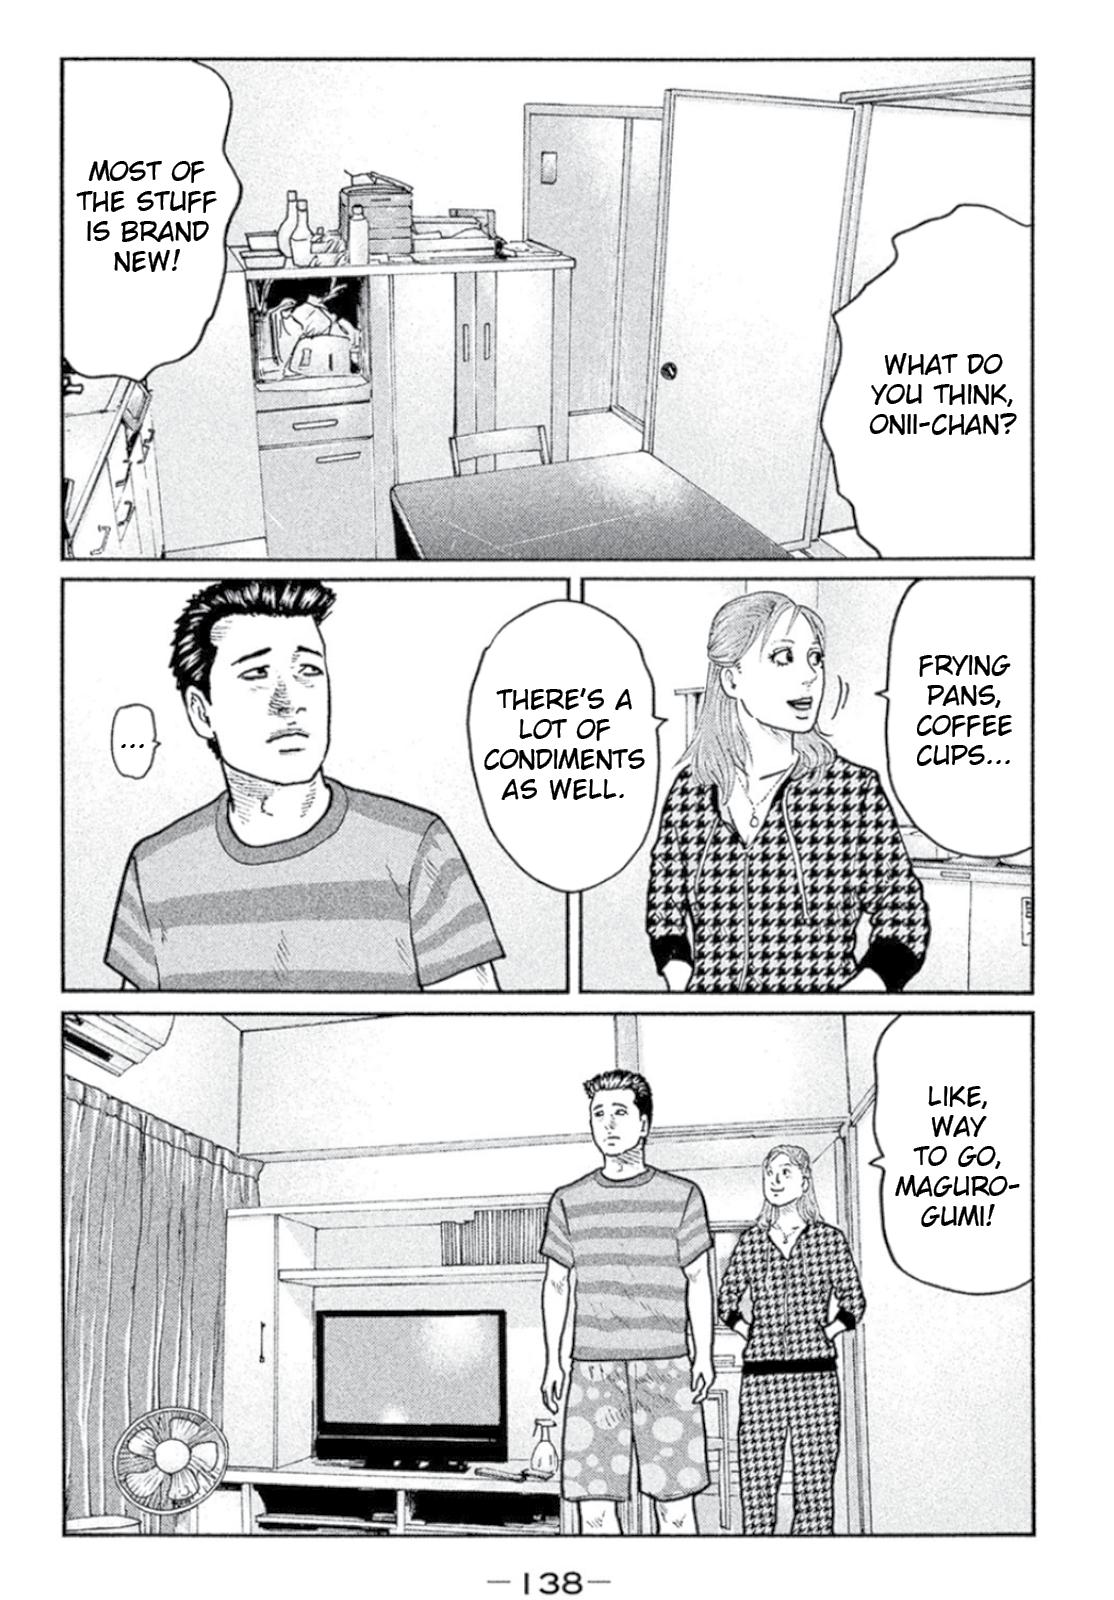 WHAT DO
YOU THINK,
ONII-CHAN?
MOST OF
THE STUFF
IS BRAND
NEW!
FRYING
PANS,
COFFEE
CUPS...
THERE'S A
LOT OF
CONDIMENTS
AS WELL.
...
LIKE,
WAY
TO GO,
MAGURO-
GUMI!
—138—